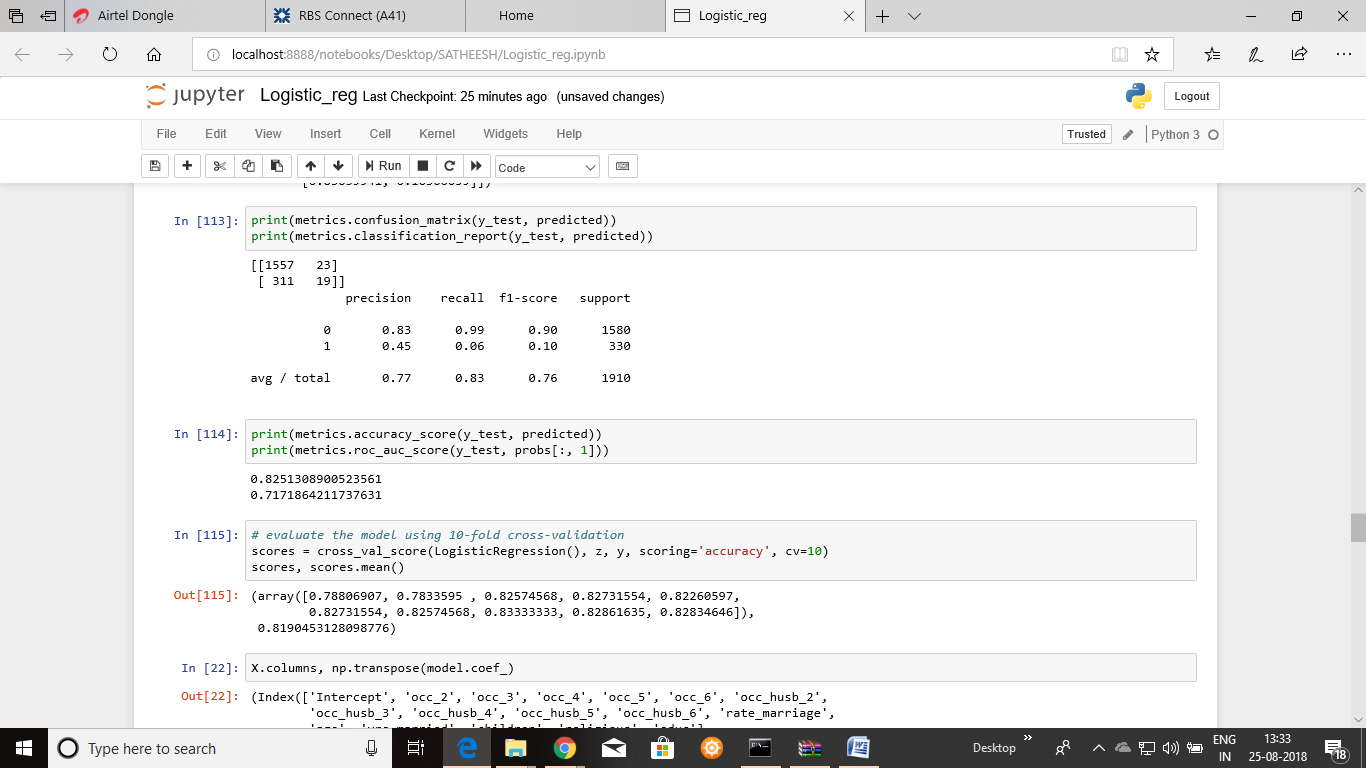 Airtel Dongle RBS Connect (A41) Home Logistic_reg
localhost:8888/notebooks/Desktop/SATHEESH/Logistic_reg.ipynb
jupyter Logistic_reg Last Checkpoint: 25 minutes ago (unsaved changes) Logout
File Edit View Insert Cell Kernel Widgets Help Trusted Python 3
Run Code
In [113]: print(metrics.confusion_matrix(y_test, predicted))
print(metrics.classification_report(y_test, predicted))
[[1557 23]
[ 311 19]]
precision recall f1-score support
0 0.83 0.99 0.90 1580
1 0.45 0.06 0.10 330
avg / total 0.77 0.83 0.76 1910
In [114]: print(metrics.accuracy_score(y_test, predicted))
print(metrics.roc_auc_score(y_test, probs[:, 1]))
0.8251308900523561
0.7171864211737631
In [115]: # evaluate the model using 10-fold cross-validation
scores = cross_val_score(LogisticRegression(), z, y, scoring='accuracy', cv=10)
scores, scores.mean()
Out[115]: (array([0.78806907, 0.7833595 , 0.82574568, 0.82731554, 0.82260597,
0.82731554, 0.82574568, 0.83333333, 0.82861635, 0.82834646]),
0.8190453128098776)
In [22]: X.columns, np.transpose(model.coef_)
Out[22]: (Index(['Intercept', 'occ_2', 'occ_3', 'occ_4', 'occ_5', 'occ_6', 'occ_husb_2',
'occ_husb_3', 'occ_husb_4', 'occ_husb_5', 'occ_husb_6', 'rate_marriage',
Type here to search Desktop ENG 13:33
IN 25-08-2018 18